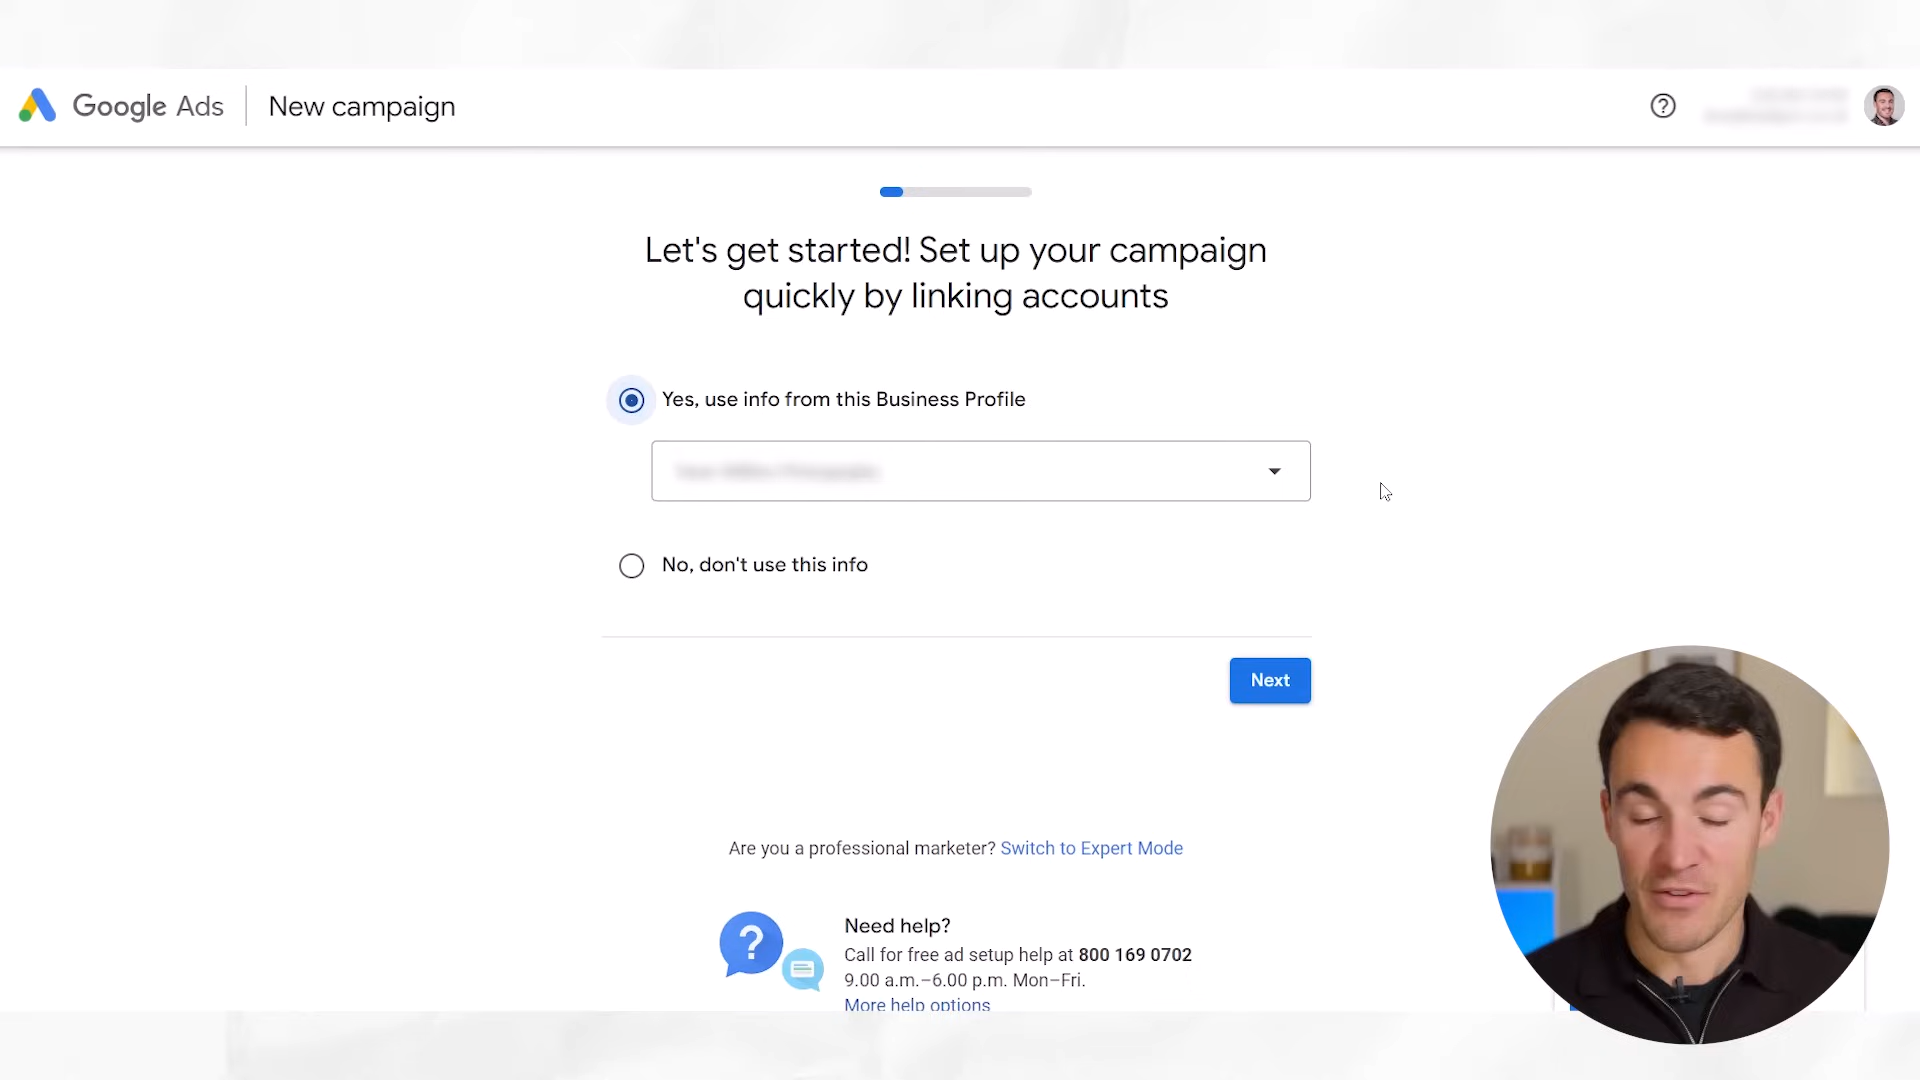 Google Ads
New campaign
Let's get started! Set up your campaign
quickly by linking accounts
Yes, use info from this Business Profile
No, don't use this info
Next
Are you a professional marketer? Switch to Expert Mode
?
Need help?
Call for free ad setup help at 800 169 0702
9.00 a.m.–6.00 p.m. Mon–Fri.
More help options